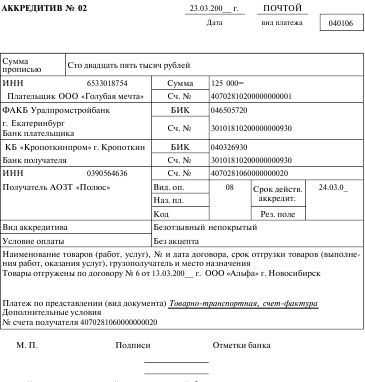 АККРЕДИТИВ № 02
23.03.200__ г. ПОЧТОЙ
Дата вид платежа 040106
Сумма прописью Сто двадцать пять тысяч рублей
ИНН 6533018754 Сумма 125 000=
Плательщик ООО «Голубая мечта» Сч. № 40702810200000000001
ФАКБ Уралпромстройбанк БИК 046505720
г. Екатеринбург
Банк плательщика Сч. № 30101810200000000930
КБ «Кропоткинпром» г. Кропоткин БИК 040326930
Банк получателя Сч. № 30101810200000000930
ИНН 0390564636 Сч. № 4070281060000000020
Получатель АОЗТ «Полюс» Вид. оп. 08 Срок действ. аккредит. 24.03.0_
Наз. пл.
Код Рез. поле
Вид аккредитива Безотзывный непокрытый
Условие оплаты Без акцепта
Наименование товаров (работ, услуг), № и дата договора, срок отгрузки товаров (выполне-
ния работ, оказания услуг), грузополучатель и место назначения
Товары отгружены по договору № 6 от 13.03.200__ г. ООО «Альфа» г. Новосибирск
Платеж по представлении (вид документа) Товарно-транспортная, счет-фактура
Дополнительные условия
№ счета получателя 4070281060000000020
М. П. Подписи Отметки банка